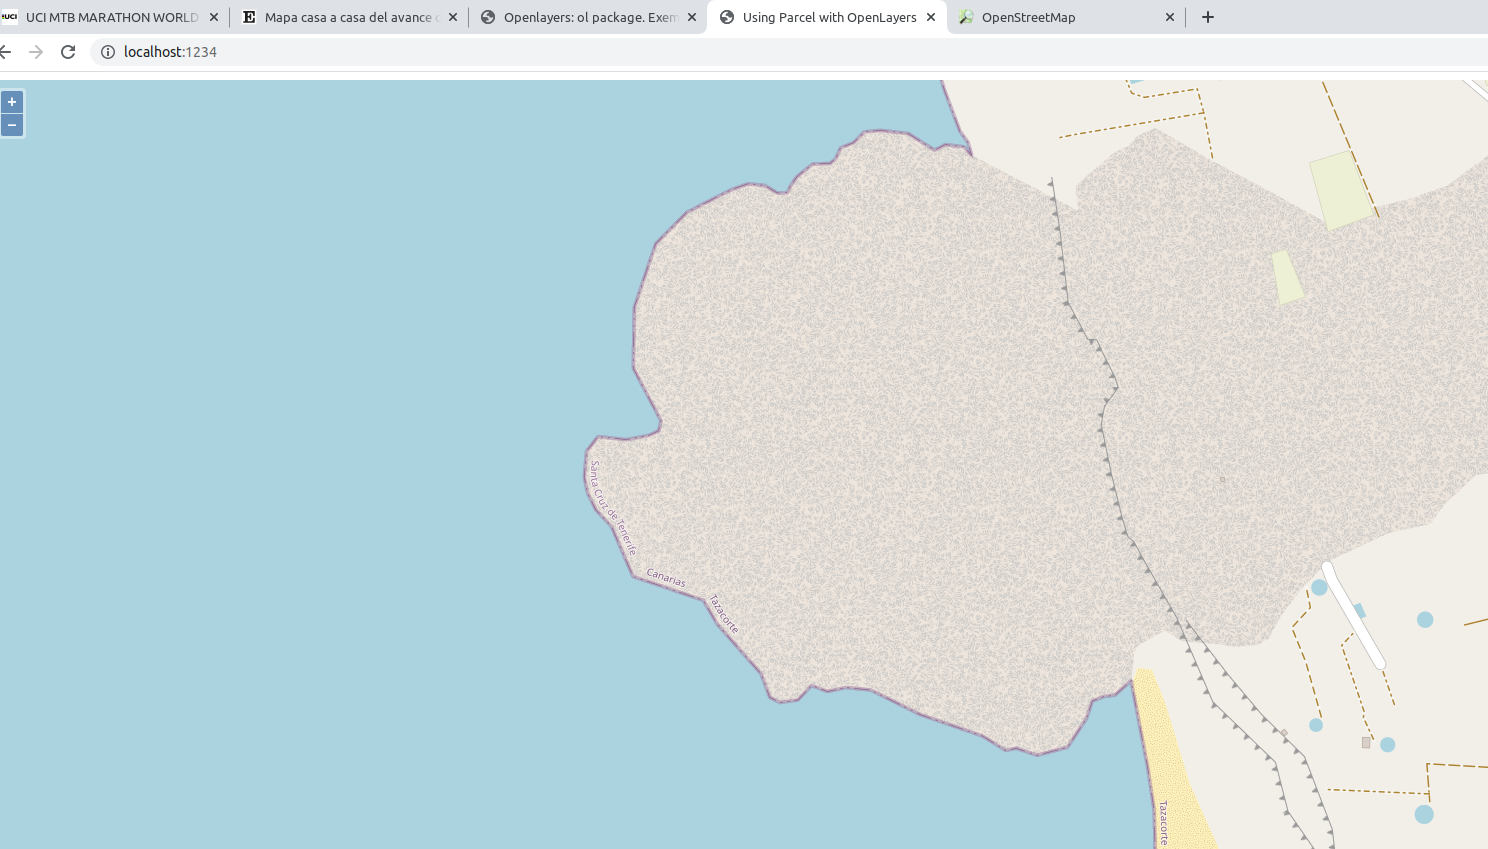 UCI MTB MARATHON WORLD
Mapa casa a casa del avance
Openlayers: ol package. Exem
Using Parcel with OpenLayers
OpenStreetMap
localhost:1234
+
−
Santa Cruz de Tenerife
Canarias
Tazacorte
Tazacorte